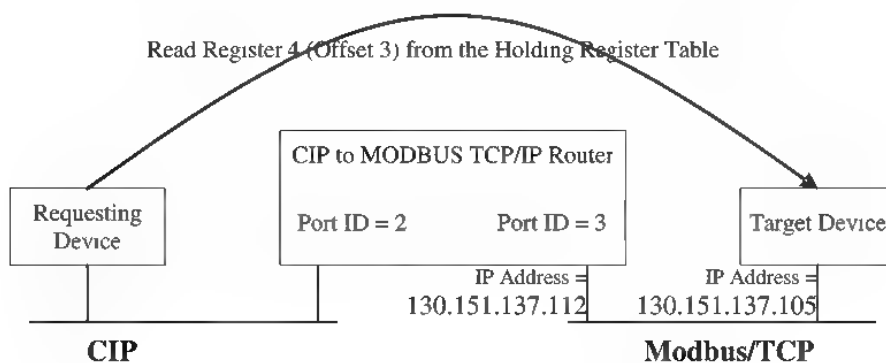 Read Register 4 (Offset 3) from the Holding Register Table
CIP to MODBUS TCP/IP Router
Requesting
Device
Port ID = 2
Port ID = 3
Target Device
IP Address =
130.151.137.112
IP Address =
130.151.137.105
CIP
Modbus/TCP